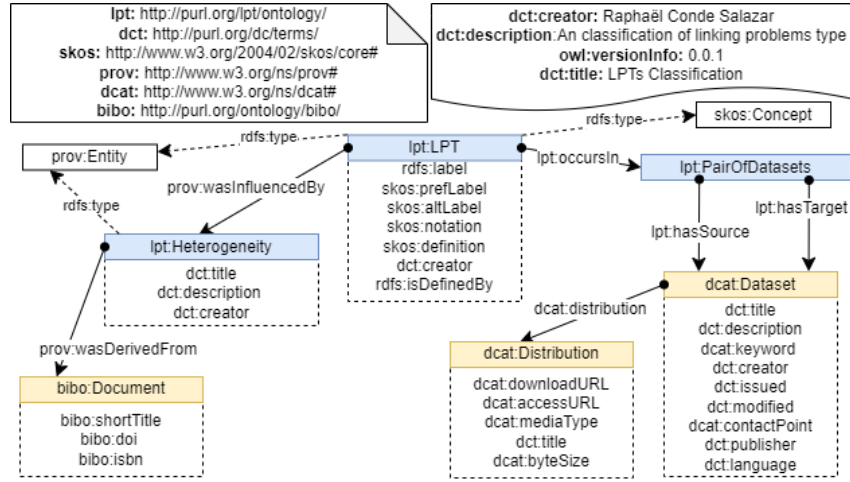 lpt: http://purl.org/lpt/ontology/
dct: http://purl.org/dc/terms/
skos: http://www.w3.org/2004/02/skos/core#
prov: http://www.w3.org/ns/prov#
dcat: http://www.w3.org/ns/dcat#
bibo: http://purl.org/ontology/bibo/
dct:creator: Raphaël Conde Salazar
dct:description:An classification of linking problems type
owl:versionInfo: 0.0.1
dct:title: LPTs Classification
rdfs:type
rdfs:type
skos:Concept
prov:Entity
lpt:LPT
rdfs:label
skos:prefLabel
skos:altLabel
skos:notation
skos:definition
dct:creator
rdfs:isDefinedBy
lpt:occursIn
lpt:PairOfDatasets
prov:wasInfluencedBy
rdfs:type
lpt:hasTarget
lpt:hasSource
lpt:Heterogeneity
dct:title
dct:description
dct:creator
dcat:Dataset
dct:title
dct:description
dcat:keyword
dct:creator
dct:issued
dct:modified
dcat:contactPoint
dct:publisher
dct:language
dcat:distribution
prov:wasDerivedFrom
dcat:Distribution
dcat:downloadURL
dcat:accessURL
dcat:mediaType
dct:title
dcat:byteSize
bibo:Document
bibo:shortTitle
bibo:doi
bibo:isbn